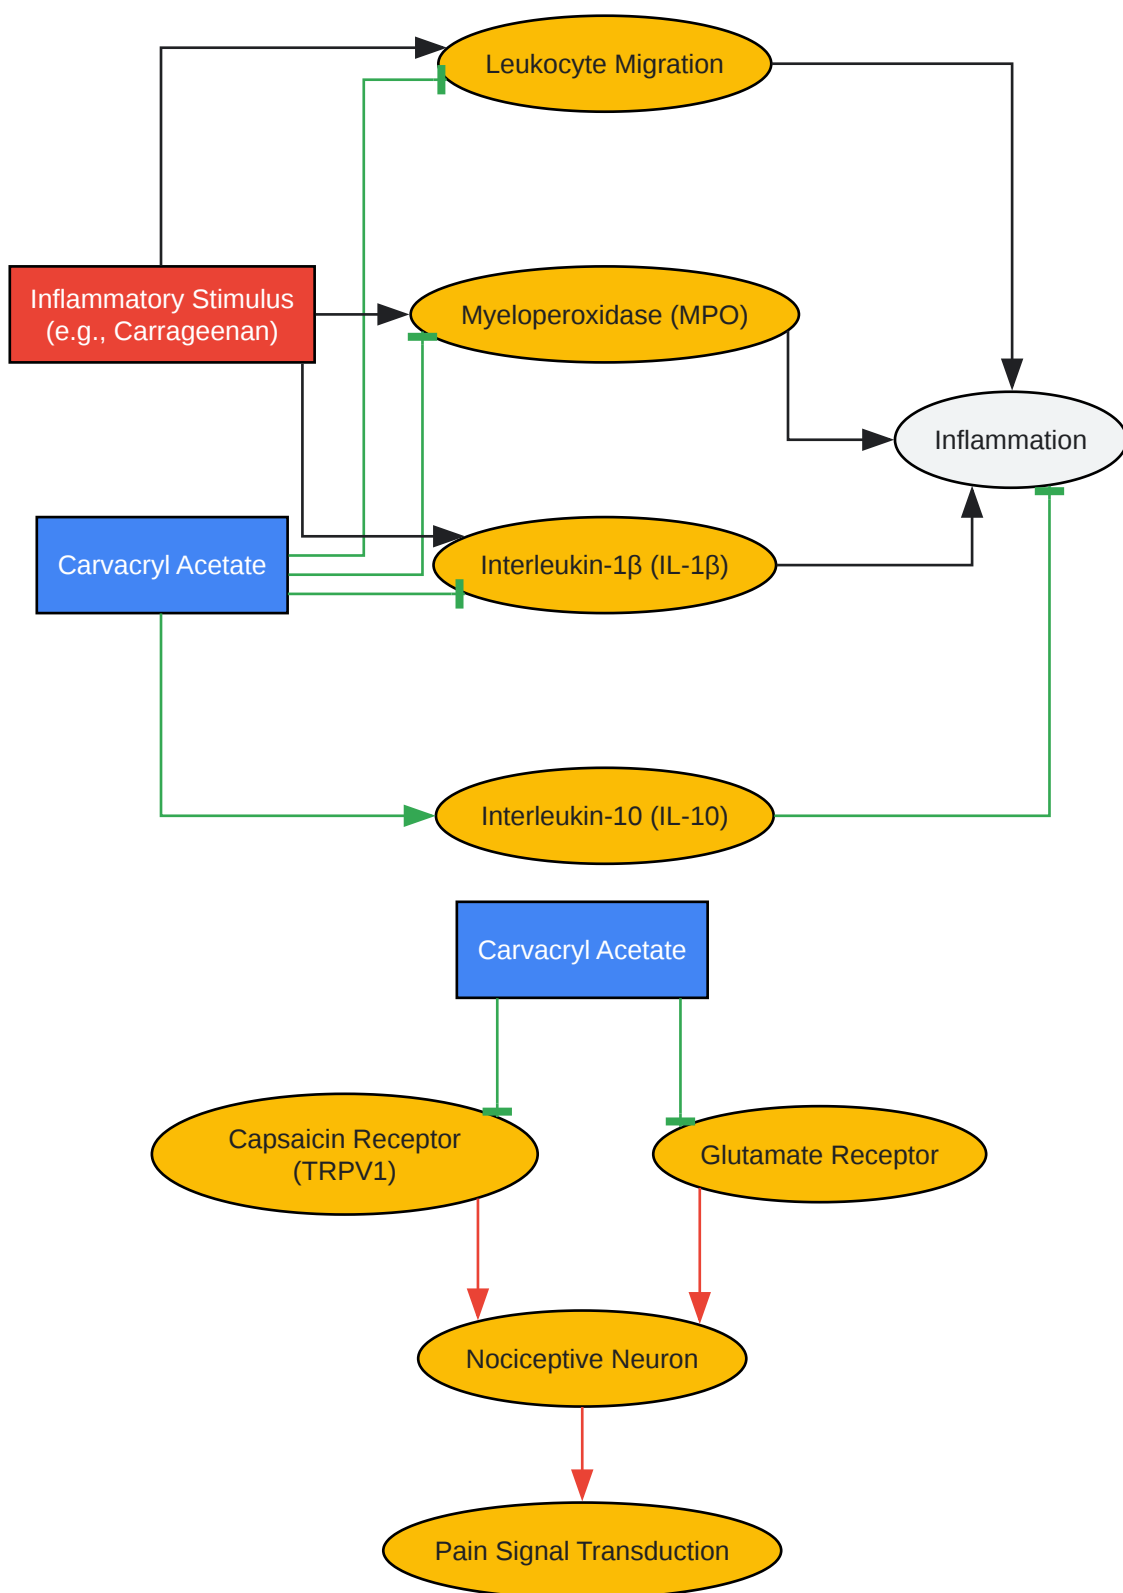 Leukocyte Migration
Inflammatory Stimulus
(e.g., Carrageenan)
Myeloperoxidase (MPO)
Inflammation
Carvacryl Acetate
Interleukin-1β (IL-1β)
Interleukin-10 (IL-10)
Carvacryl Acetate
Capsaicin Receptor
(TRPV1)
Glutamate Receptor
Nociceptive Neuron
Pain Signal Transduction